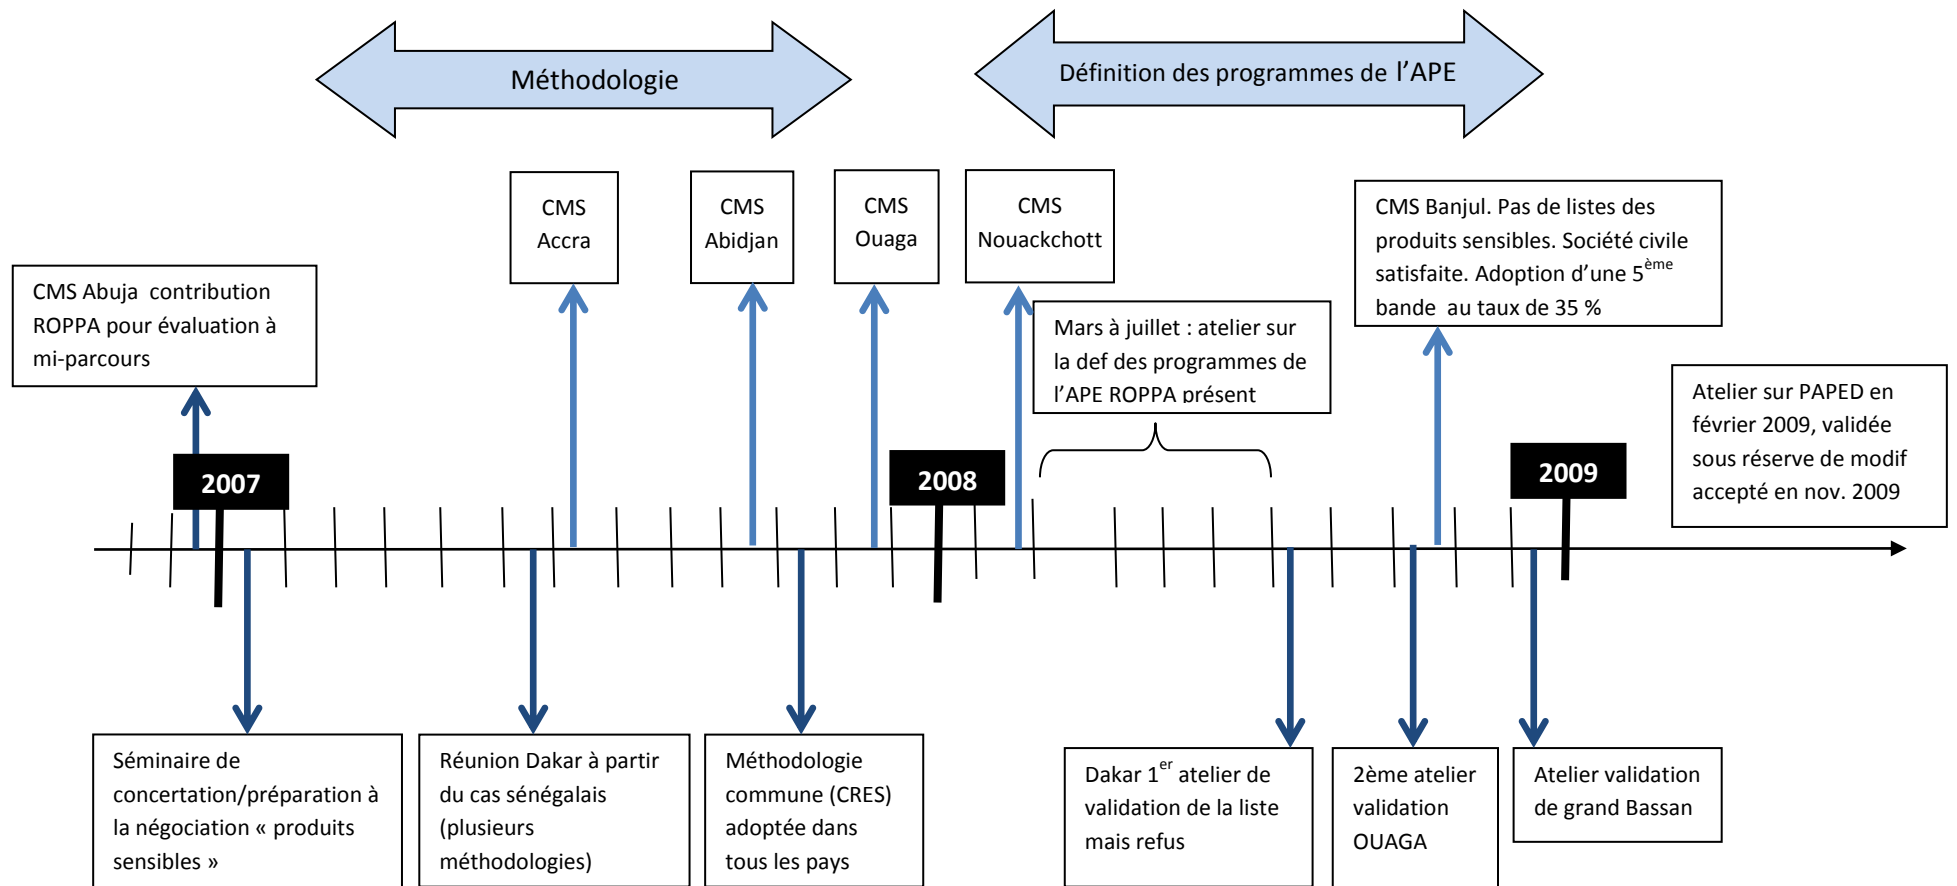 Méthodologie
Définition des programmes de l’APE
CMS
Accra
CMS
Abidjan
CMS
Ouaga
CMS
Nouackchott
CMS Banjul. Pas de listes des
produits sensibles. Société civile
satisfaite. Adoption d’une 5ème
bande au taux de 35 %
CMS Abuja contribution
ROPPA pour évaluation à
mi-parcours
Mars à juillet : atelier sur
la def des programmes de
l’APE ROPPA présent
Atelier sur PAPED en
février 2009, validée
sous réserve de modif
accepté en nov. 2009
2007
2008
2009
Séminaire de
concertation/préparation à
la négociation « produits
sensibles »
Réunion Dakar à partir
du cas sénégalais
(plusieurs
méthodologies)
Méthodologie
commune (CRES)
adoptée dans
tous les pays
Dakar 1er atelier de
validation de la liste
mais refus
2ème atelier
validation
OUAGA
Atelier validation
de grand Bassan